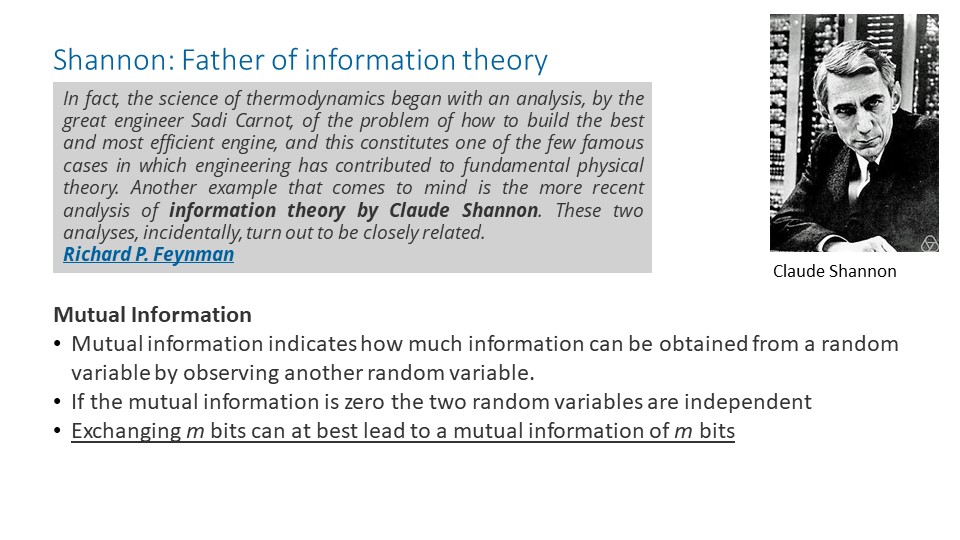 Shannon: Father of information theory
In fact, the science of thermodynamics began with an analysis, by the
great engineer Sadi Carnot, of the problem of how to build the best
and most efficient engine, and this constitutes one of the few famous
cases in which engineering has contributed to fundamental physical
theory. Another example that comes to mind is the more recent
analysis of information theory by Claude Shannon. These two
analyses, incidentally, turn out to be closely related.
Richard P. Feynman
Claude Shannon
Mutual Information
• Mutual information indicates how much information can be obtained from a random
variable by observing another random variable.
• If the mutual information is zero the two random variables are independent
• Exchanging m bits can at best lead to a mutual information of m bits